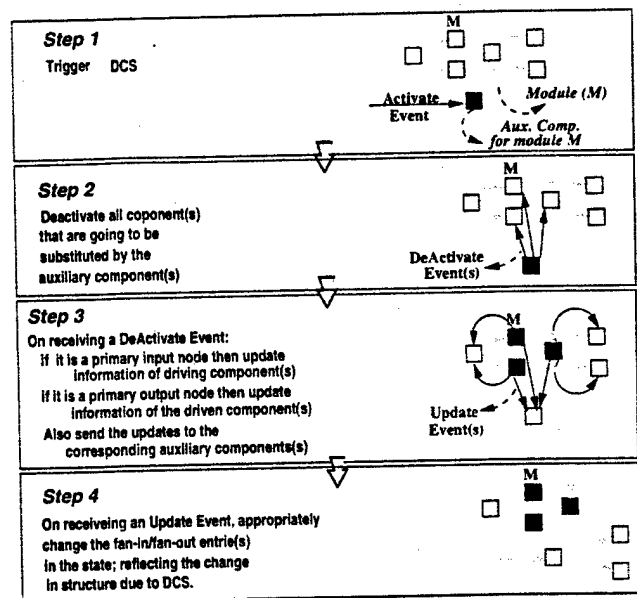 Step 1
Trigger DCS
M
Activate
Event
Module (M)
Aux. Comp.
for module M
Step 2
Deactivate all coponent(s)
that are going to be
substituted by the
auxiliary component(s)
M
DeActivate
Event(s)
Step 3
On receiving a DeActivate Event:
If it is a primary input node then update
information of driving component(s)
If it is a primary output node then update
information of the driven component(s)
Also send the updates to the
corresponding auxiliary components(s)
M
Update
Event(s)
Step 4
On receiveing an Update Event, appropriately
change the fan-in/fan-out entrie(s)
in the state; reflecting the change
in structure due to DCS.
M